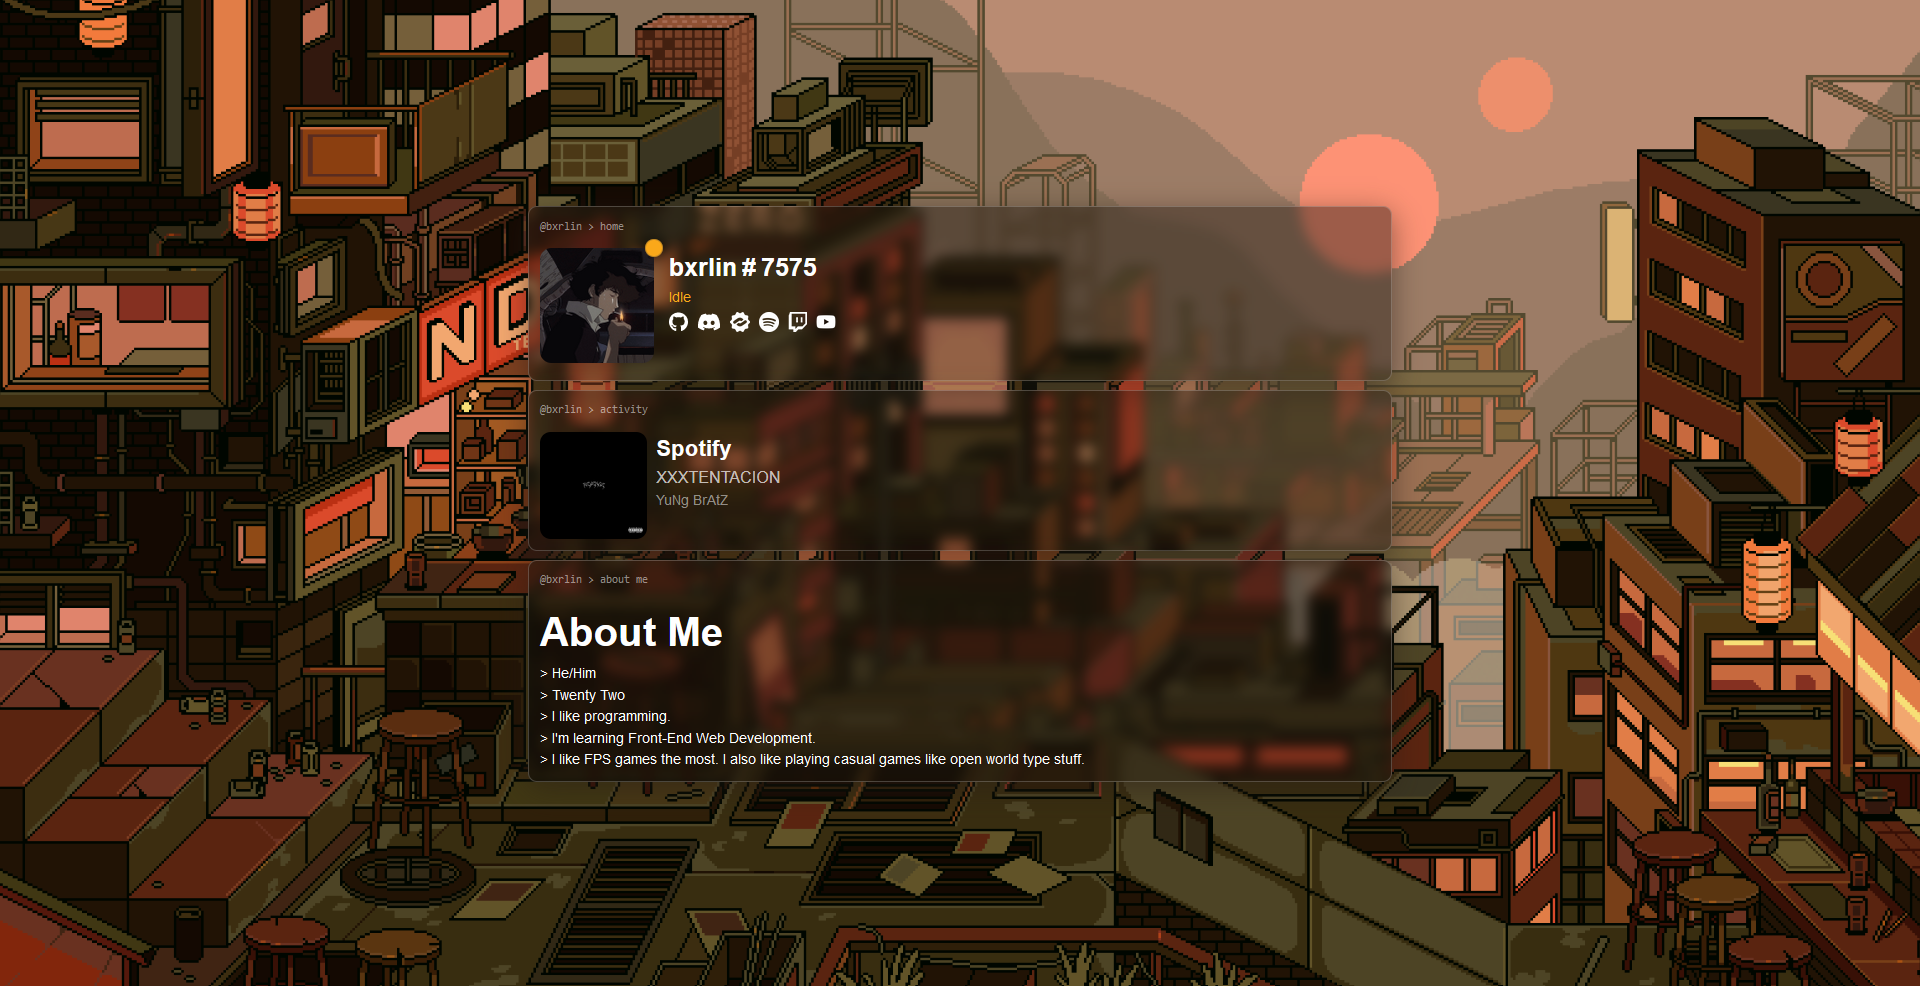 @bxrlin > home
bxrlin # 7575
Idle
@bxrlin > activity
Spotify
XXXTENTACION
YuNg BrAtZ
@bxrlin > about me
About Me
> He/Him
> Twenty Two
> I like programming.
> I'm learning Front-End Web Development.
> I like FPS games the most. I also like playing casual games like open world type stuff.